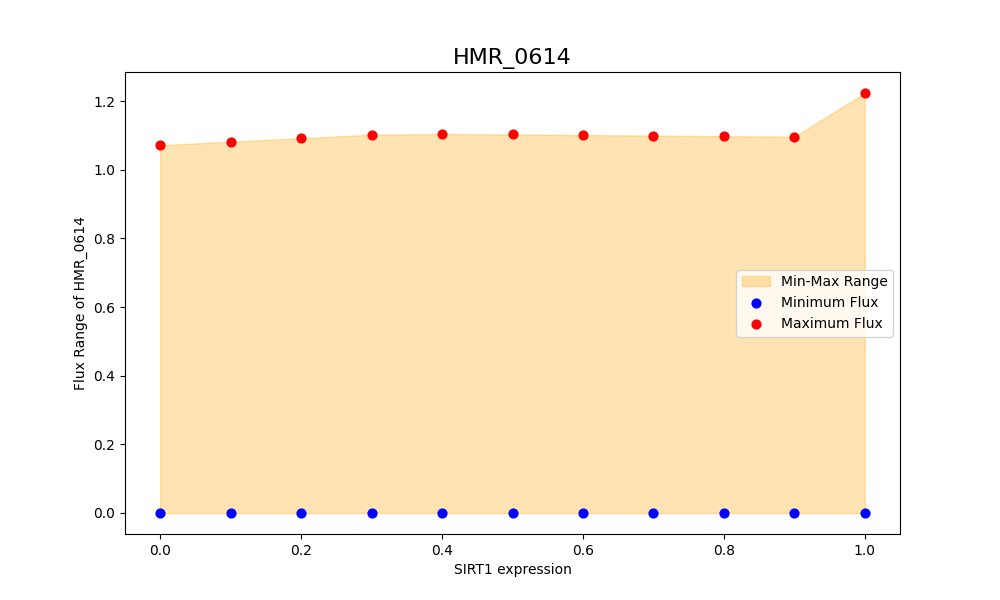 HMR_0614
Flux Range of HMR_0614
1.2
1.0
0.8
0.6
0.4
0.2
0.0
Min-Max Range
Minimum Flux
Maximum Flux
0.0 0.2 0.4 0.6 0.8 1.0
SIRT1 expression